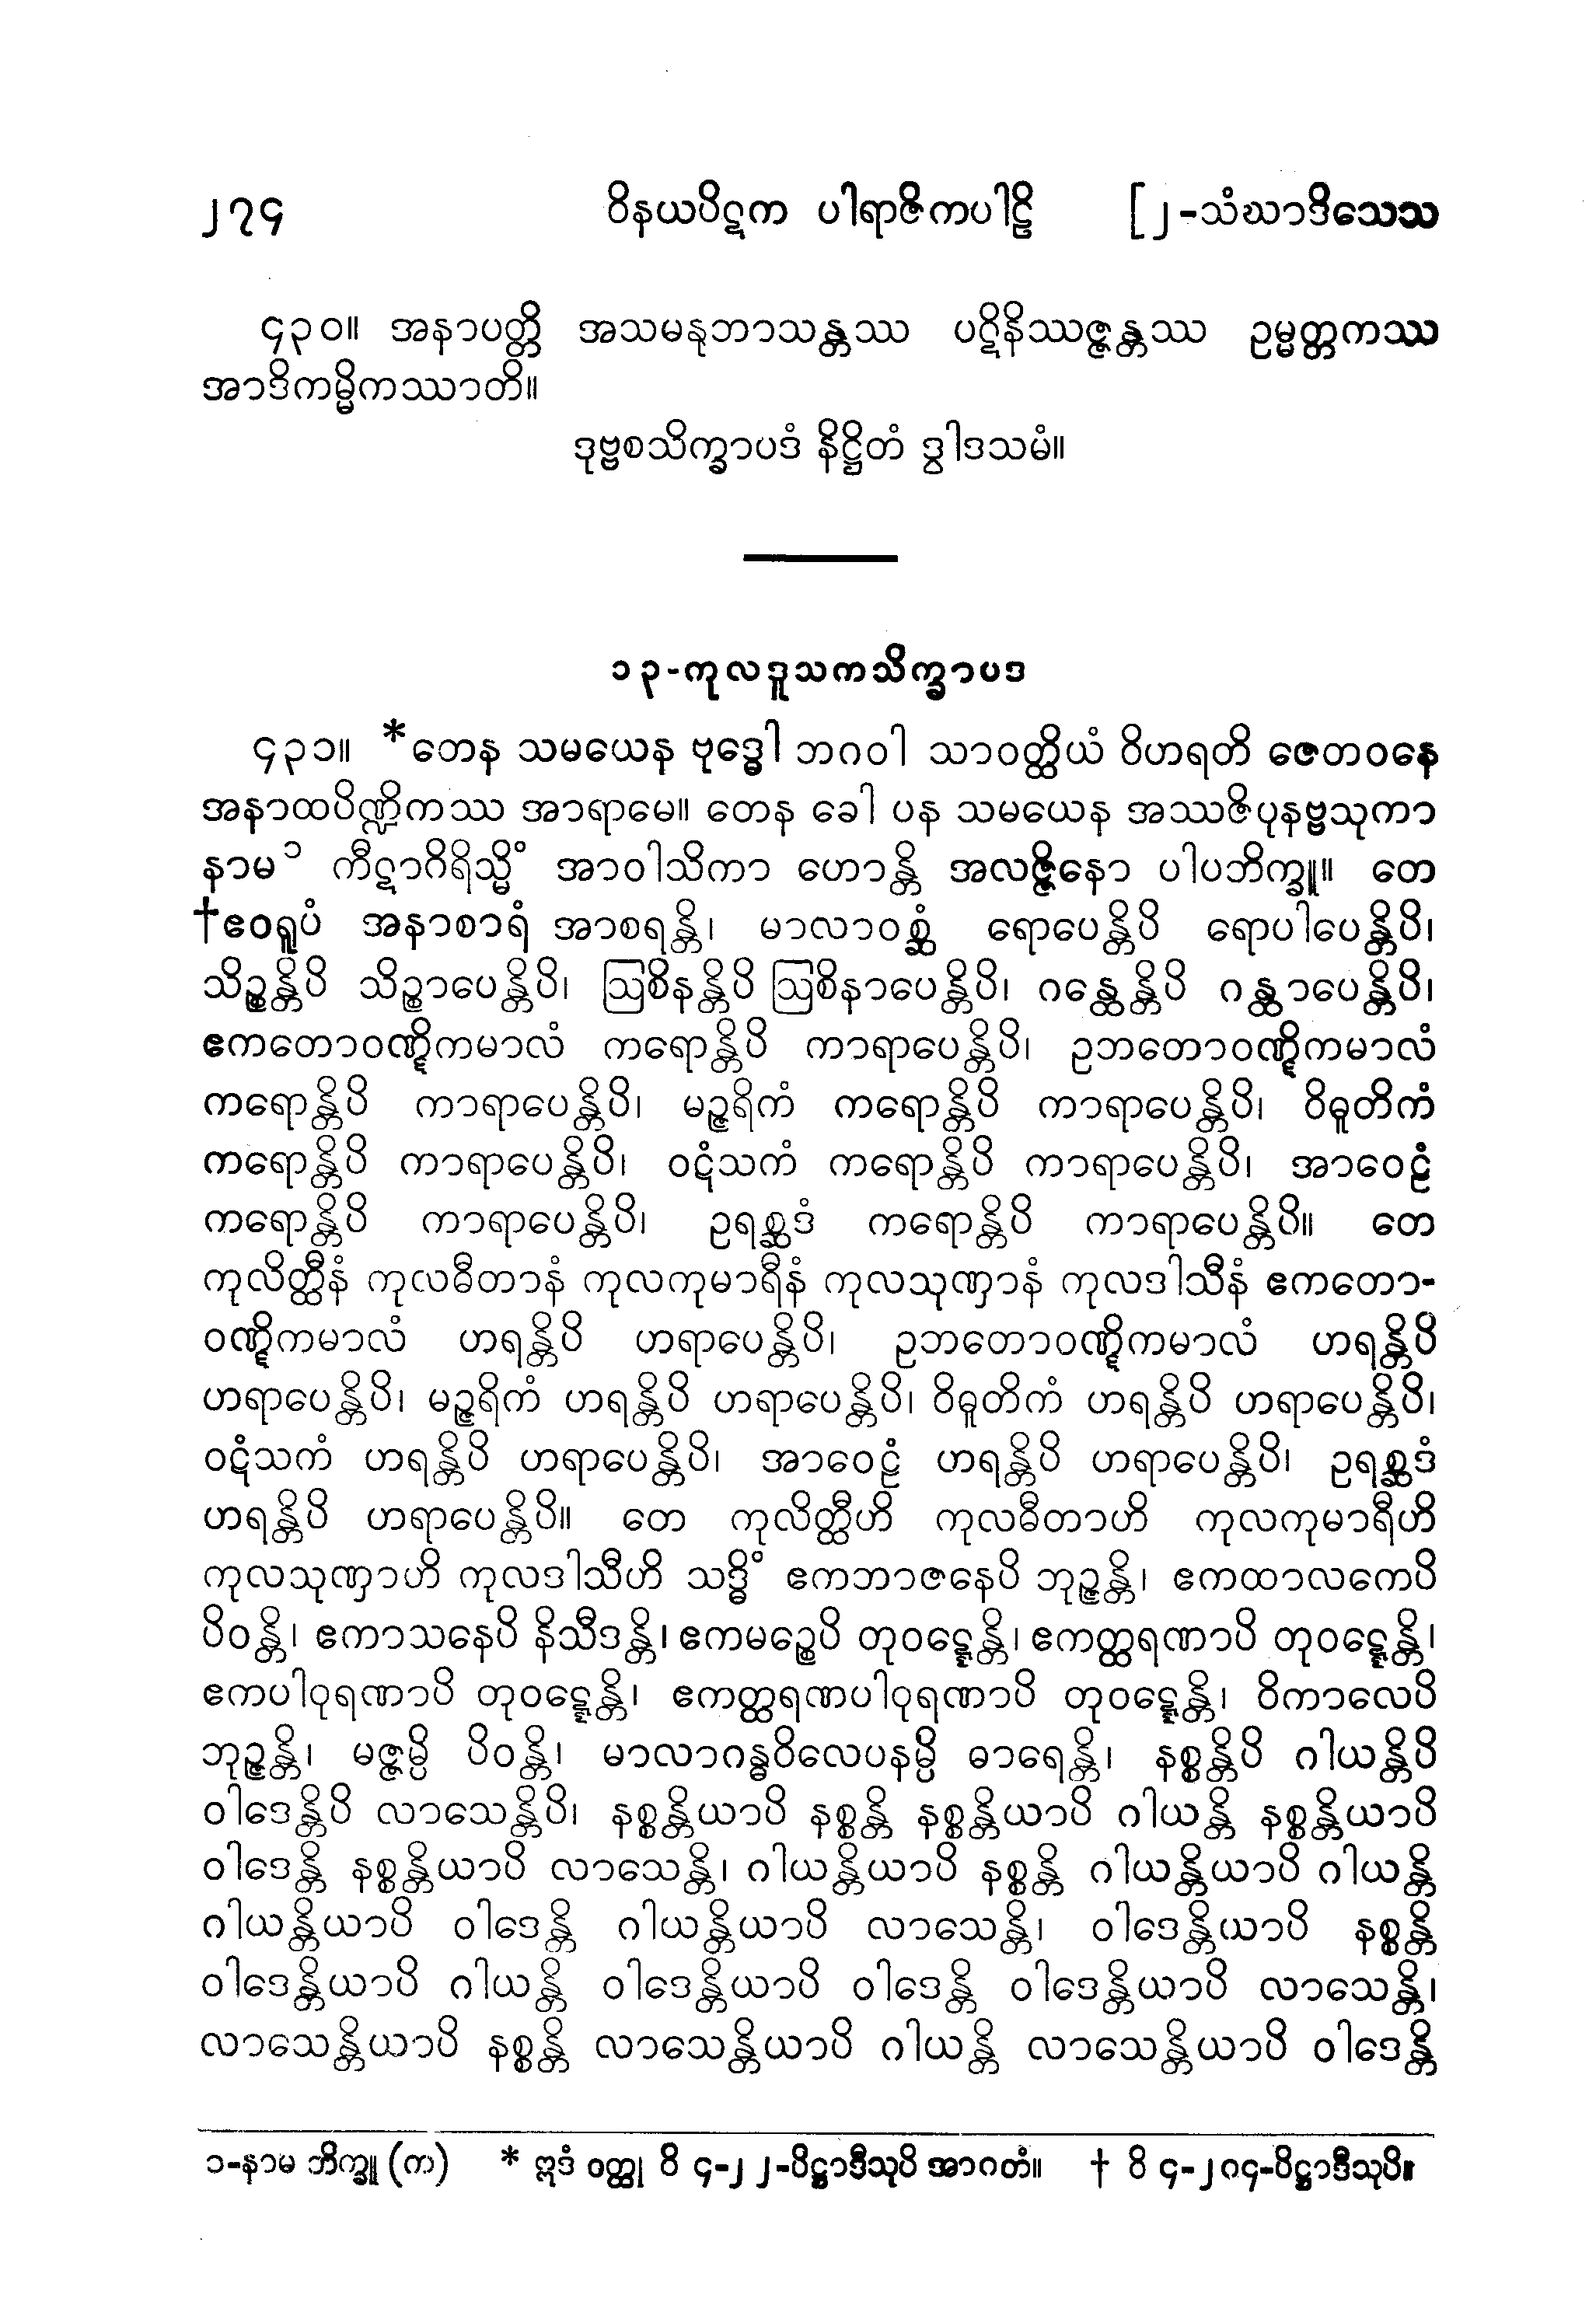 ၂၇၄ ဝိနယပိဋက ပါရာဇိကပါဠိ [၂-သံဃာဒိသေသ
၄၃၀။ အနာပတ္တိ အသမနုဘာသန္တဿ ပဋိနိဿဇ္ဇန္တဿ ဥမ္မတ္တကဿ
အာဒိကမ္မိကဿာတိ။
ဒုဗ္ဗစသိက္ခာပဒံ နိဋ္ဌိတံ ဒွါဒသမံ။
၁၃-ကုလဒူသကသိက္ခာပဒ
၄၃၁။ *တေန သမယေန ဗုဒ္ဓေါ ဘဂဝါ သာဝတ္ထိယံ ဝိဟရတိ ဇေတဝနေ
အနာထပိဏ္ဍိကဿ အာရာမေ။ တေန ခေါ ပန သမယေန အဿဇိပုနဗ္ဗသုကာ
နာမ ၁ ကီဋာဂိရိသ္မိံ အာဝါသိကာ ဟောန္တိ အလဇ္ဇိနော ပါပဘိက္ခူ။ တေ
†ဧဝရူပံ အနာစာရံ အာစရန္တိ၊ မာလာဝစ္ဆံ ရောပေန္တိပိ ရောပါပေန္တိပိ၊
သိဉ္စန္တိပိ သိဉ္စာပေန္တိပိ၊ ဩစိနန္တိပိ ဩစိနာပေန္တိပိ၊ ဂန္ထေန္တိပိ ဂန္ထာပေန္တိပိ၊
ဧကတောဝဏ္ဋိကမာလံ ကရောန္တိပိ ကာရာပေန္တိပိ၊ ဥဘတောဝဏ္ဋိကမာလံ
ကရောန္တိပိ ကာရာပေန္တိပိ၊ မဉ္ဇရိကံ ကရောန္တိပိ ကာရာပေန္တိပိ၊ ဝိဓူတိကံ
ကရောန္တိပိ ကာရာပေန္တိပိ၊ ဝဋံသကံ ကရောန္တိပိ ကာရာပေန္တိပိ၊ အာဝေဠံ
ကရောန္တိပိ ကာရာပေန္တိပိ၊ ဥရစ္ဆဒံ ကရောန္တိပိ ကာရာပေန္တိပိ။ တေ
ကုလိတ္ထီနံ ကုလဓီတာနံ ကုလကုမာရီနံ ကုလသုဏှာနံ ကုလဒါသီနံ ဧကတော-
ဝဏ္ဋိကမာလံ ဟရန္တိပိ ဟရာပေန္တိပိ၊ ဥဘတောဝဏ္ဋိကမာလံ ဟရန္တိပိ
ဟရာပေန္တိပိ၊ မဉ္ဇရိကံ ဟရန္တိပိ ဟရာပေန္တိပိ၊ ဝိဓူတိကံ ဟရန္တိပိ ဟရာပေန္တိပိ၊
ဝဋံသကံ ဟရန္တိပိ ဟရာပေန္တိပိ၊ အာဝေဠံ ဟရန္တိပိ ဟရာပေန္တိပိ၊ ဥရစ္ဆဒံ
ဟရန္တိပိ ဟရာပေန္တိပိ။ တေ ကုလိတ္ထီဟိ ကုလဓီတာဟိ ကုလကုမာရီဟိ
ကုလသုဏှာဟိ ကုလဒါသီဟိ သဒ္ဓိံ ဧကဘာဇနေပိ ဘုဉ္ဇန္တိ၊ ဧကထာလကေပိ
ပိဝန္တိ၊ ဧကာသနေပိ နိသီဒန္တိ၊ ဧကမဉ္စေပိ တုဝဋ္ဋေန္တိ၊ ဧကတ္ထရဏာပိ တုဝဋ္ဋေန္တိ၊
ဧကပါဝုရဏာပိ တုဝဋ္ဋေန္တိ၊ ဧကတ္ထရဏပါဝုရဏာပိ တုဝဋ္ဋေန္တိ၊ ဝိကာလေပိ
ဘုဉ္ဇန္တိ၊ မဇ္ဇမ္ပိ ပိဝန္တိ၊ မာလာဂန္ဓဝိလေပနမ္ပိ ဓာရေန္တိ၊ နစ္စန္တိပိ ဂါယန္တိပိ
ဝါဒေန္တိပိ လာသေန္တိပိ၊ နစ္စန္တိယာပိ နစ္စန္တိ နစ္စန္တိယာပိ ဂါယန္တိ နစ္စန္တိယာပိ
ဝါဒေန္တိ နစ္စန္တိယာပိ လာသေန္တိ၊ ဂါယန္တိယာပိ နစ္စန္တိ ဂါယန္တိယာပိ ဂါယန္တိ
ဂါယန္တိယာပိ ဝါဒေန္တိ ဂါယန္တိယာပိ လာသေန္တိ၊ ဝါဒေန္တိယာပိ နစ္စန္တိ
ဝါဒေန္တိယာပိ ဂါယန္တိ ဝါဒေန္တိယာပိ ဝါဒေန္တိ ဝါဒေန္တိယာပိ လာသေန္တိ၊
လာသေန္တိယာပိ နစ္စန္တိ လာသေန္တိယာပိ ဂါယန္တိ လာသေန္တိယာပိ ဝါဒေန္တိ
၁-နာမ ဘိက္ခူ (က) * ဣဒံ ဝတ္ထု ဝိ ၄-၂၂-ပိဋ္ဌာဒီသုပိ အာဂတံ။ † ဝိ ၄-၂၈၄-ပိဋ္ဌာဒီသုပိ။